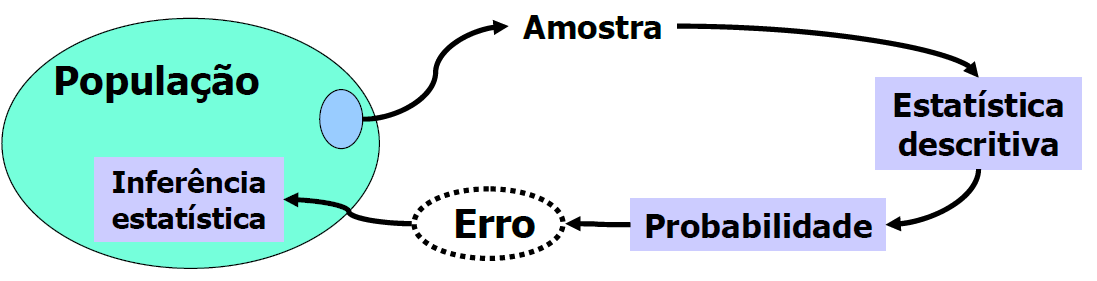 População
Amostra
Estatística
descritiva
Probabilidade
Erro
Inferência
estatística